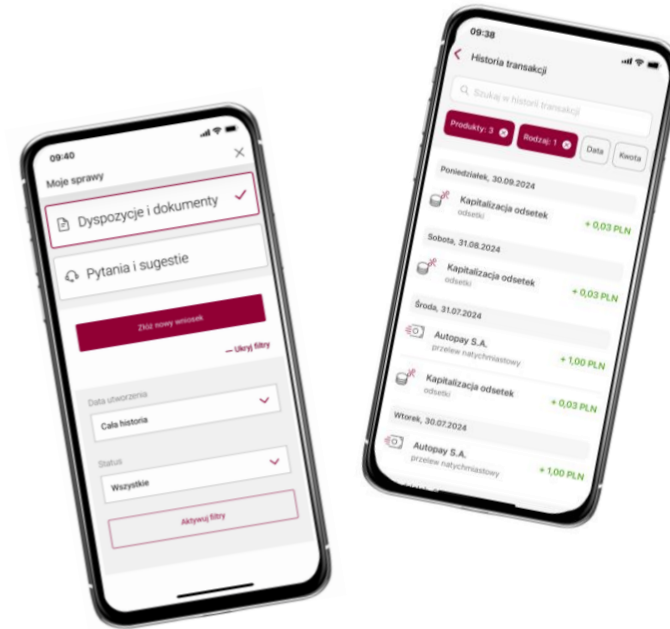 09:40
Moje sprawy
Dyspozycje i dokumenty
Pytania i sugestie
Złóż nowy wniosek
— Ukryj filtry
Data utworzenia
Cała historia
Status
Wszystkie
Aktywuj filtry
09:38
Historia transakcji
Szukaj w historii transakcji
Produkty: 3
Rodzaj: 1
Data
Kwota
Poniedziałek, 30.09.2024
Kapitalizacja odsetek
+ 0,03 PLN
odsetki
Sobota, 31.08.2024
Kapitalizacja odsetek
+ 0,03 PLN
odsetki
Środa, 31.07.2024
Autopay S.A.
+ 1,00 PLN
przelew natychmiastowy
Kapitalizacja odsetek
+ 0,03 PLN
odsetki
Wtorek, 30.07.2024
Autopay S.A.
+ 1,00 PLN
przelew natychmiastowy